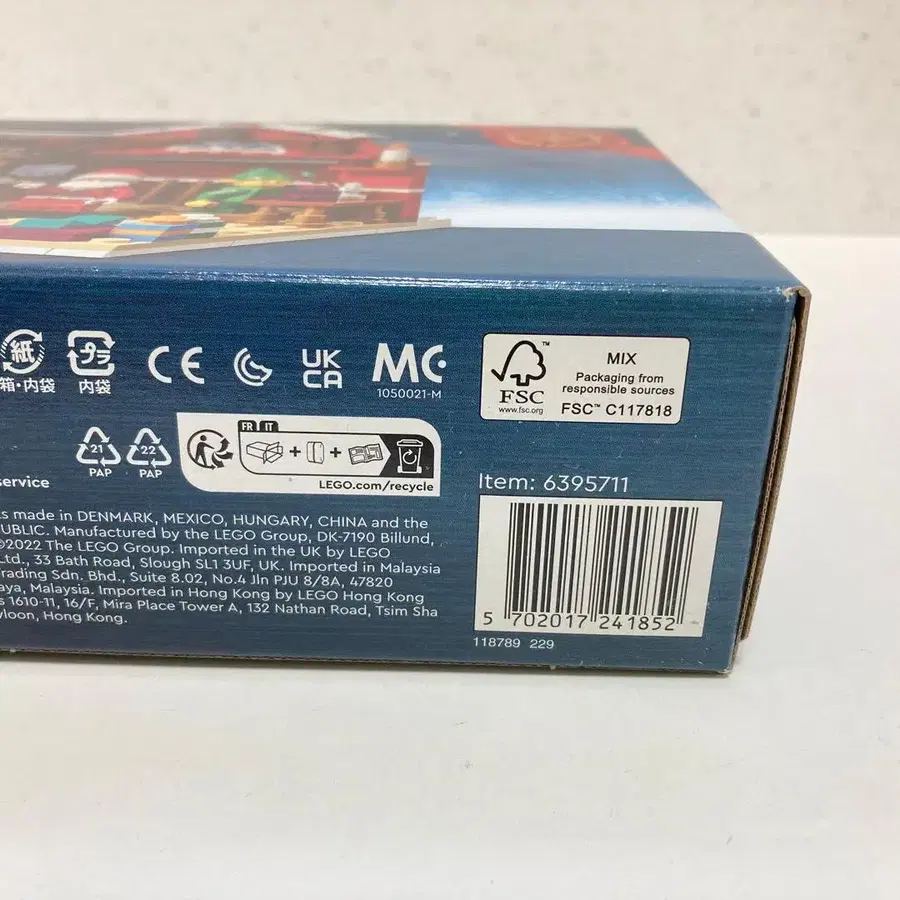 紙
箱・内袋
プラ
内袋
CE
UK
CA
MC
1050021-M
™
FSC
www.fsc.org
MIX
Packaging from
responsible sources
FSC™ C117818
21
PAP
22
PAP
FR IT
+ +
LEGO.com/recycle
service
Item: 6395711
made in DENMARK, MEXICO, HUNGARY, CHINA and the
UBLIC. Manufactured by the LEGO Group, DK-7190 Billund,
©2022 The LEGO Group. Imported in the UK by LEGO
Ltd., 33 Bath Road, Slough SL1 3UF, UK. Imported in Malaysia
rading Sdn. Bhd., Suite 8.02, No.4 Jln PJU 8/8A, 47820
aya, Malaysia. Imported in Hong Kong by LEGO Hong Kong
s 1610-11, 16/F, Mira Place Tower A, 132 Nathan Road, Tsim Sha
wloon, Hong Kong.
5 702017 241852
118789 229